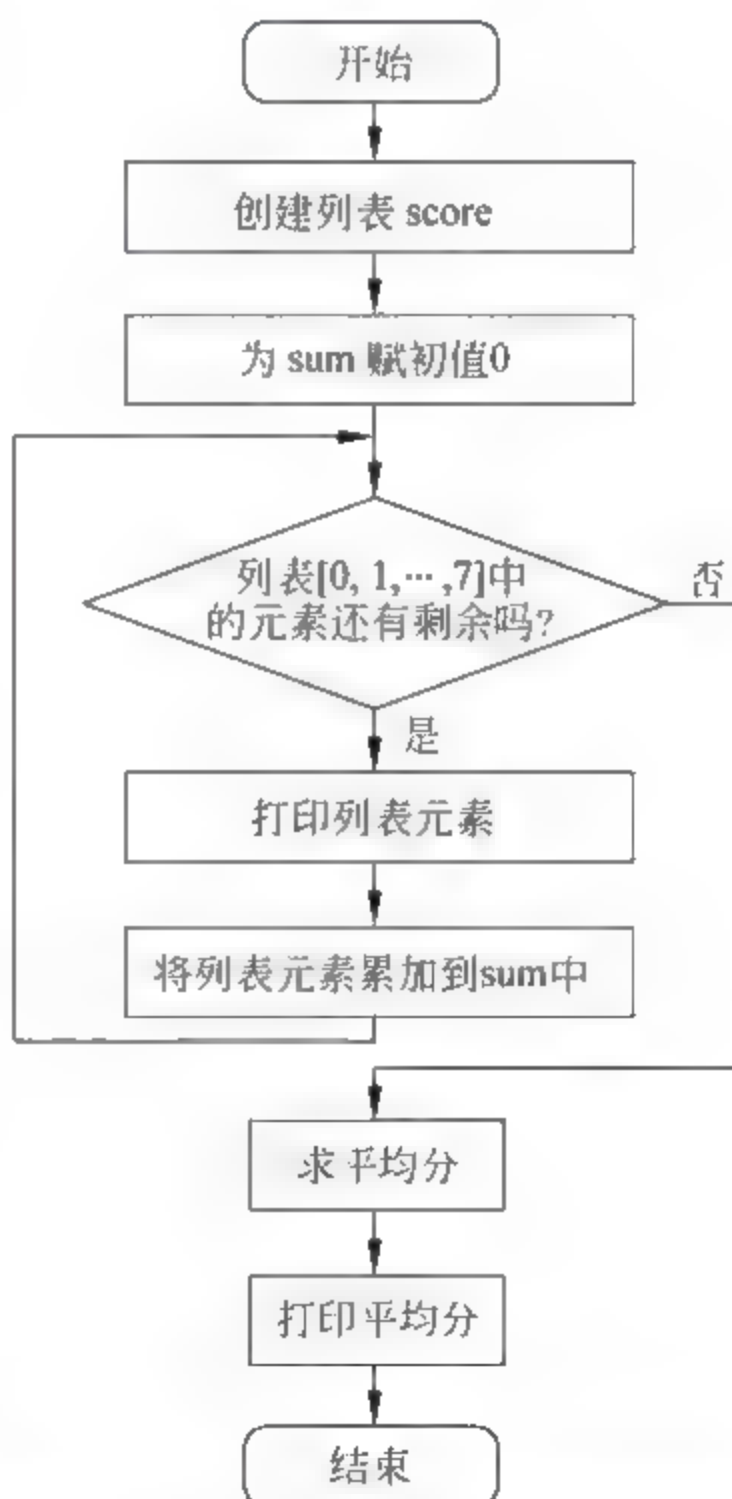 开始
创建列表 score
为 sum 赋初值0
列表[0, 1,…,7]中
的元素还有剩余吗?
否
是
打印列表元素
将列表元素累加到sum中
求平均分
打印平均分
结束